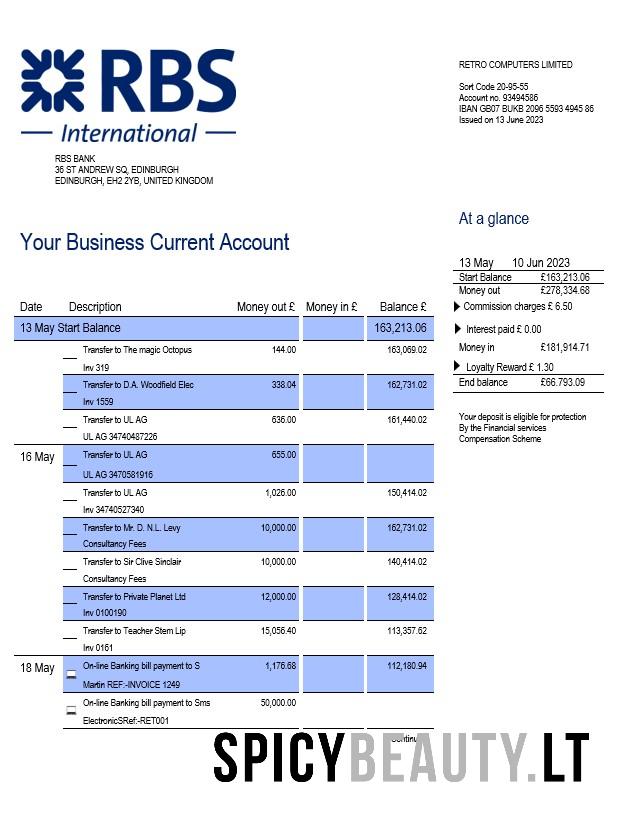 RBS
International
RBS BANK
36 ST ANDREW SQ, EDINBURGH
EDINBURGH, EH2 2YB, UNITED KINGDOM
RETRO COMPUTERS LIMITED
Sort Code 20-95-55
Account no. 93494586
IBAN GB07 BUKB 2096 5593 4945 86
Issued on 13 June 2023
Your Business Current Account
At a glance
13 May 10 Jun 2023
Start Balance £163,213.06
Money out £278,334.68
Commission charges £ 6.50
Interest paid £ 0.00
Money in £181,914.71
Loyalty Reward £ 1.30
End balance £66.793.09
Your deposit is eligible for protection
By the Financial services
Compensation Scheme
Date Description Money out £ Money in £ Balance £
13 May Start Balance 163,213.06
Transfer to The magic Octopus 144.00 163,069.02
Inv 319
Transfer to D.A. Woodfield Elec 338.04 162,731.02
Inv 1559
Transfer to UL AG 636.00 161,440.02
UL AG 34740487226
16 May Transfer to UL AG 655.00
UL AG 3470581916
Transfer to UL AG 1,026.00 150,414.02
Inv 34740527340
Transfer to Mr. D. N.L. Levy 10,000.00 162,731.02
Consultancy Fees
Transfer to Sir Clive Sinclair 10,000.00 140,414.02
Consultancy Fees
Transfer to Private Planet Ltd 12,000.00 128,414.02
Inv 0100190
Transfer to Teacher Stem Lip 15,056.40 113,357.62
Inv 0161
18 May On-line Banking bill payment to S 1,176.68 112,180.94
Martin REF:-INVOICE 1249
On-line Banking bill payment to Sms 50,000.00
ElectronicSRef:-RET001
SPICYBEAUTY.LT